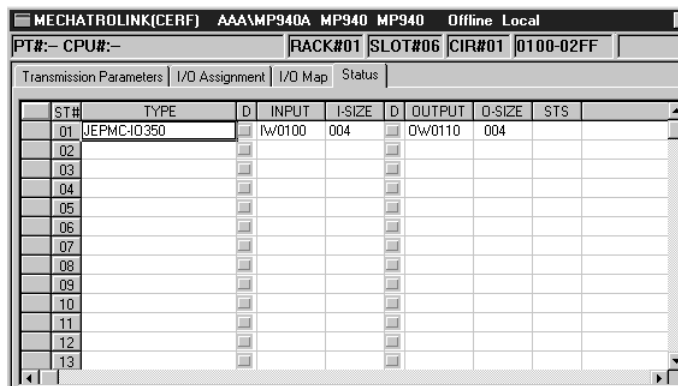 MECHATROLINK(CERF) AAA\MP940A MP940 MP940 Offline Local
PT#:– CPU#:– RACK#01 SLOT#06 CIR#01 0100-02FF
Transmission Parameters I/O Assignment I/O Map Status
ST# TYPE D INPUT I-SIZE D OUTPUT O-SIZE STS
01 JEPMC-IO350 IW0100 004 OW0110 004
02
03
04
05
06
07
08
09
10
11
12
13